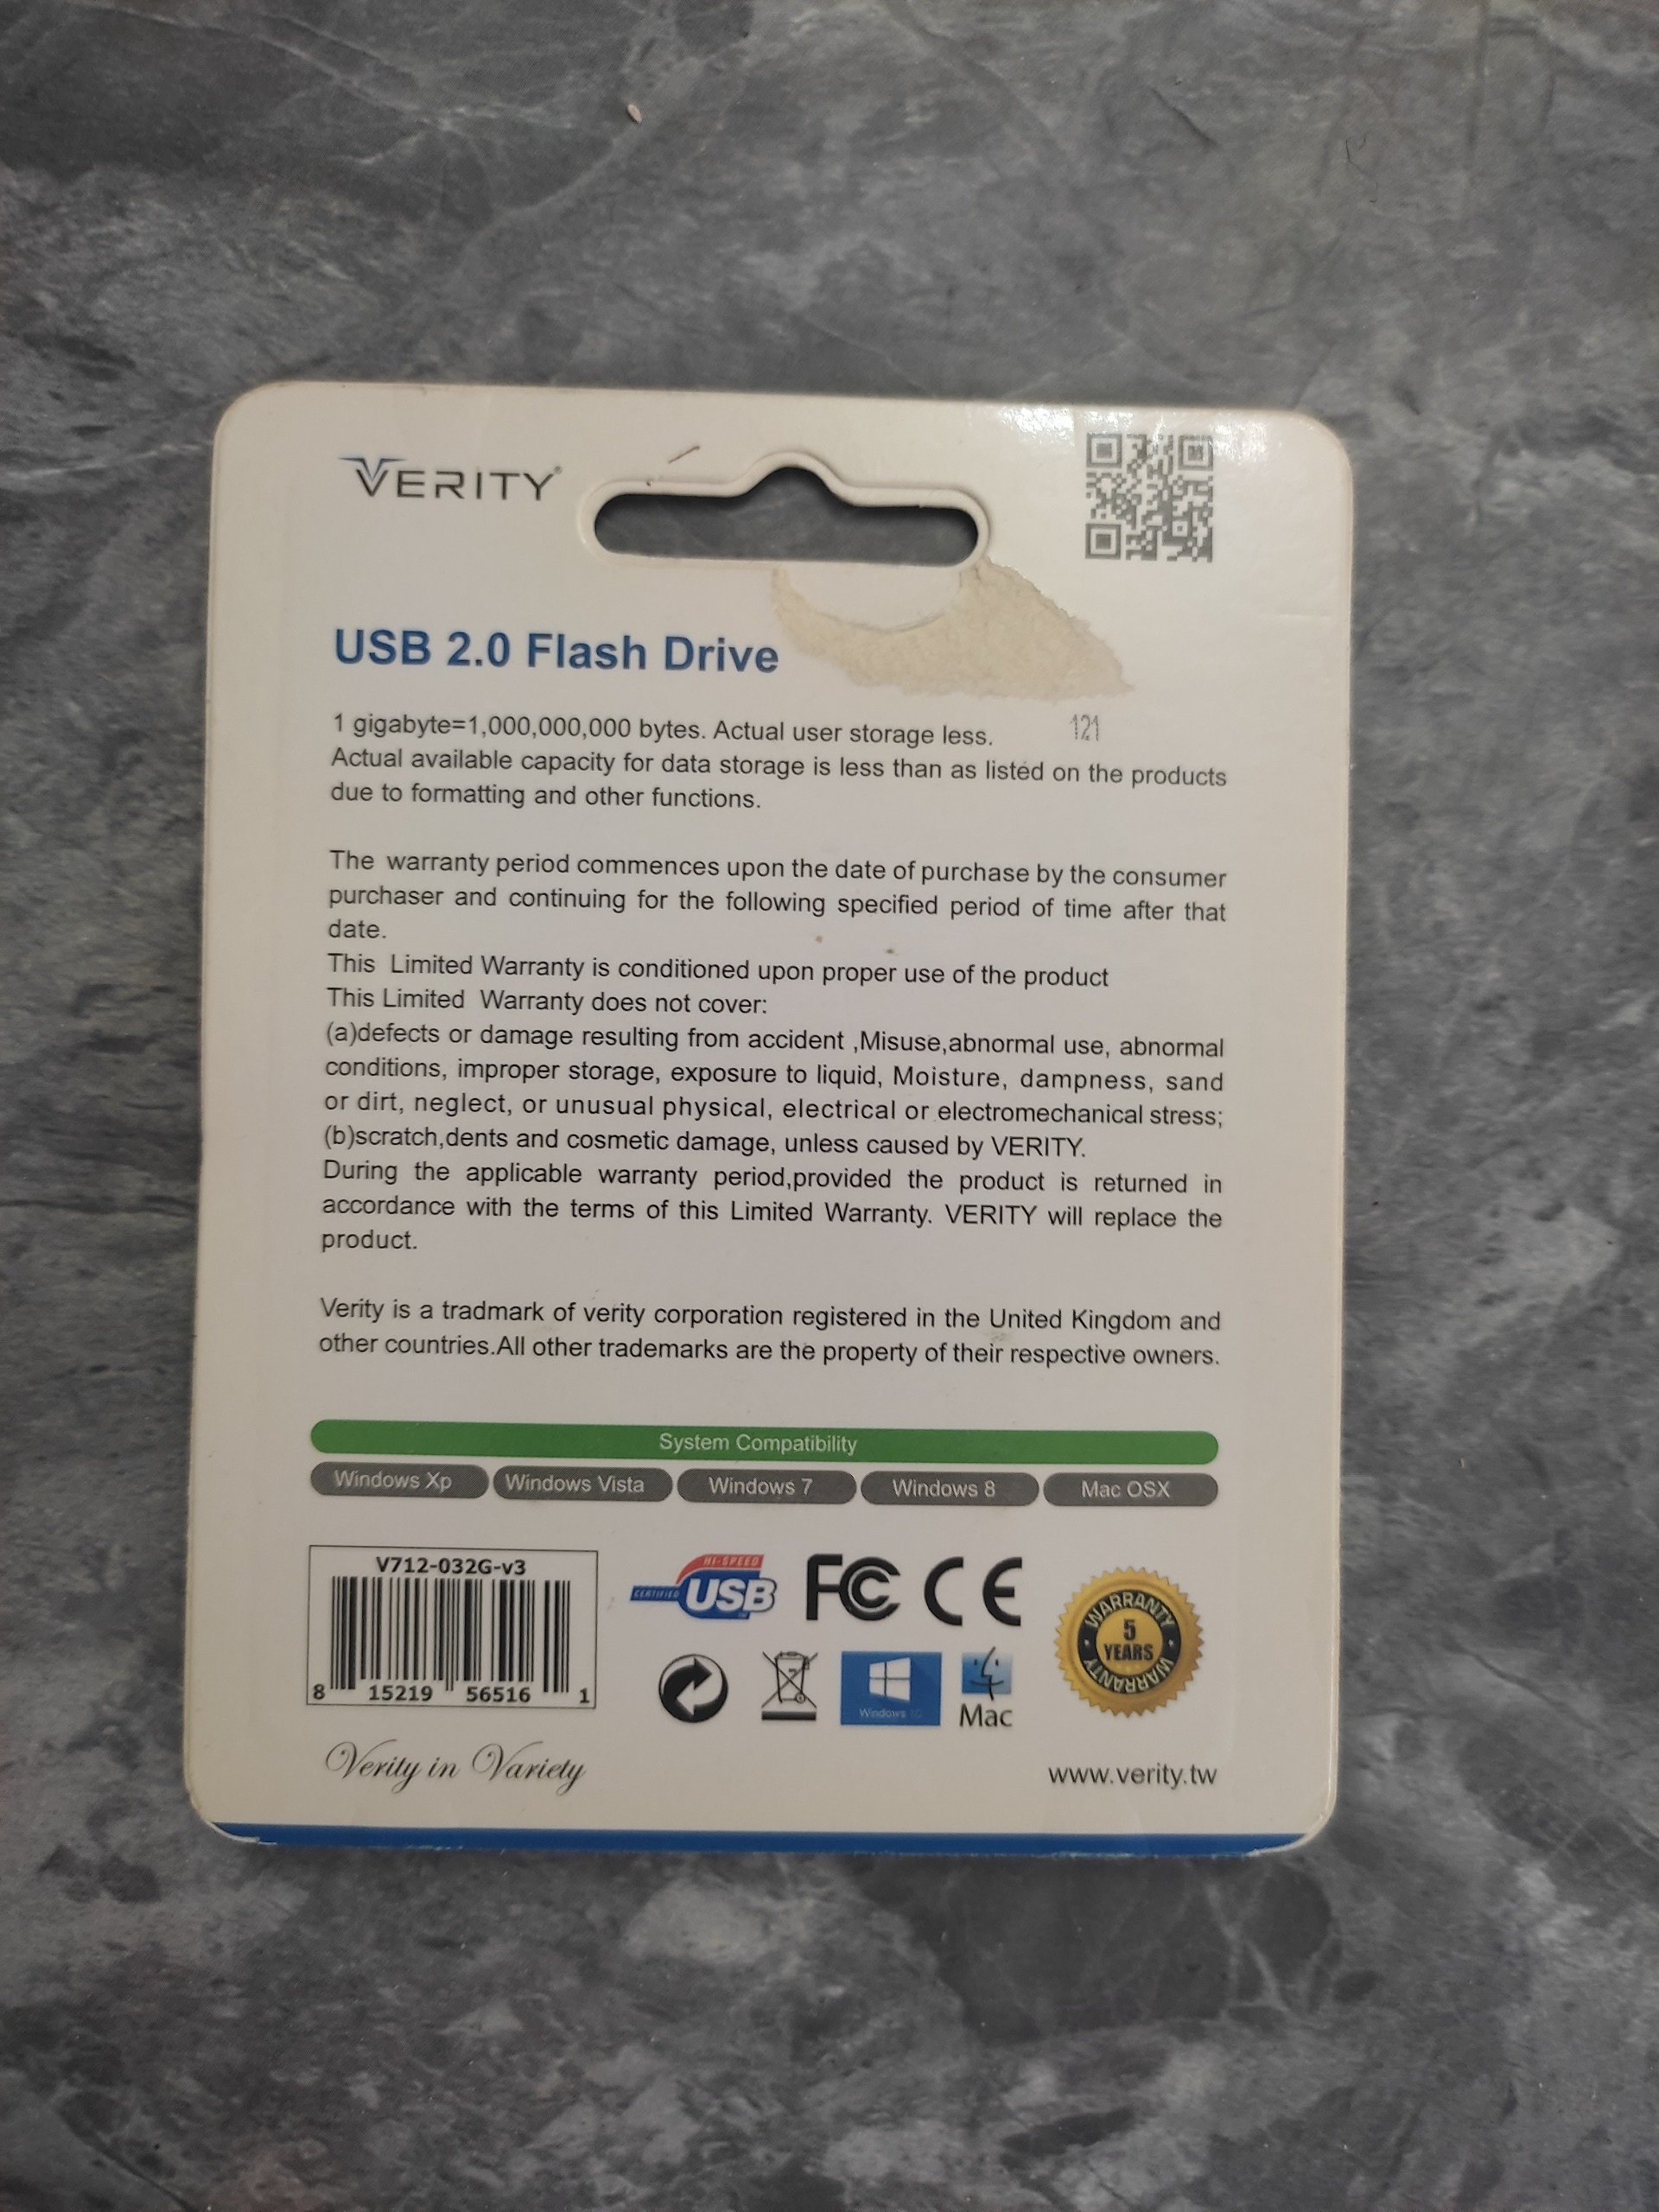 VERITY®
USB 2.0 Flash Drive
1 gigabyte=1,000,000,000 bytes. Actual user storage less.
121
Actual available capacity for data storage is less than as listed on the products
due to formatting and other functions.
The warranty period commences upon the date of purchase by the consumer
purchaser and continuing for the following specified period of time after that
date.
This Limited Warranty is conditioned upon proper use of the product
This Limited Warranty does not cover:
(a)defects or damage resulting from accident ,Misuse,abnormal use, abnormal
conditions, improper storage, exposure to liquid, Moisture, dampness, sand
or dirt, neglect, or unusual physical, electrical or electromechanical stress;
(b)scratch,dents and cosmetic damage, unless caused by VERITY.
During the applicable warranty period,provided the product is returned in
accordance with the terms of this Limited Warranty. VERITY will replace the
product.
Verity is a tradmark of verity corporation registered in the United Kingdom and
other countries.All other trademarks are the property of their respective owners.
System Compatibility
Windows Xp Windows Vista Windows 7 Windows 8 Mac OSX
V712-032G-v3
8 15219 56516 1
HI-SPEED
CERTIFIED USB
FC CE
WARRANTY
5
YEARS
WARRANTY
Windows 10
Mac
Verity in Variety
www.verity.tw